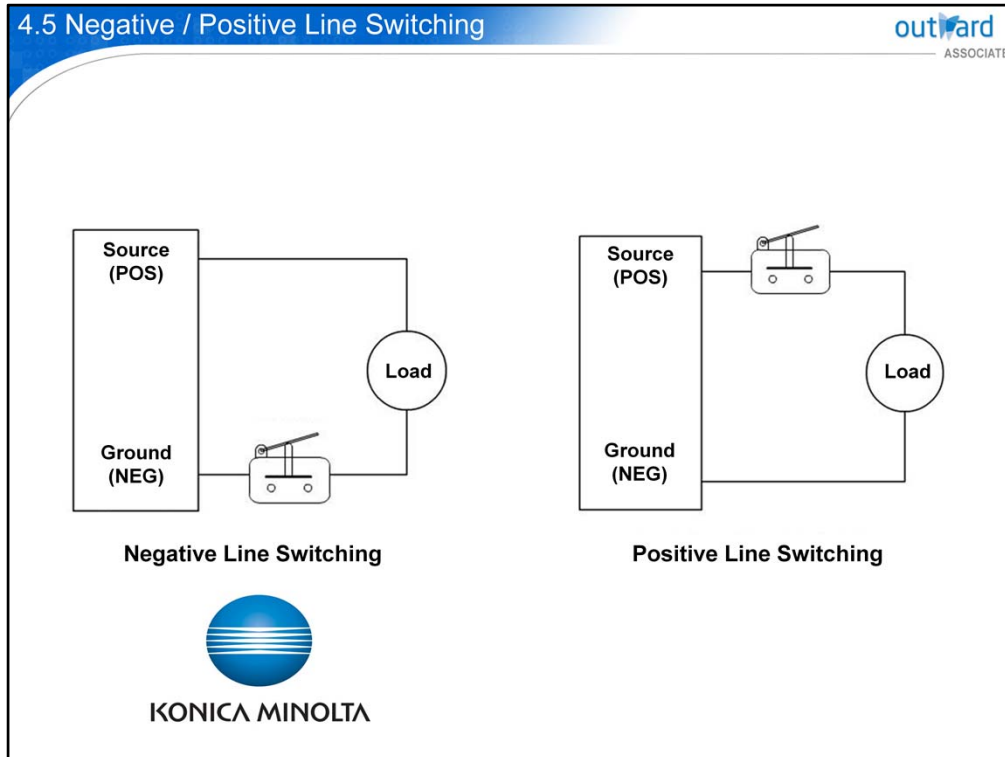 4.5 Negative / Positive Line Switching
outward
ASSOCIATE
Source
(POS)
Load
Ground
(NEG)
Negative Line Switching
Source
(POS)
Load
Ground
(NEG)
Positive Line Switching
KONICA MINOLTA